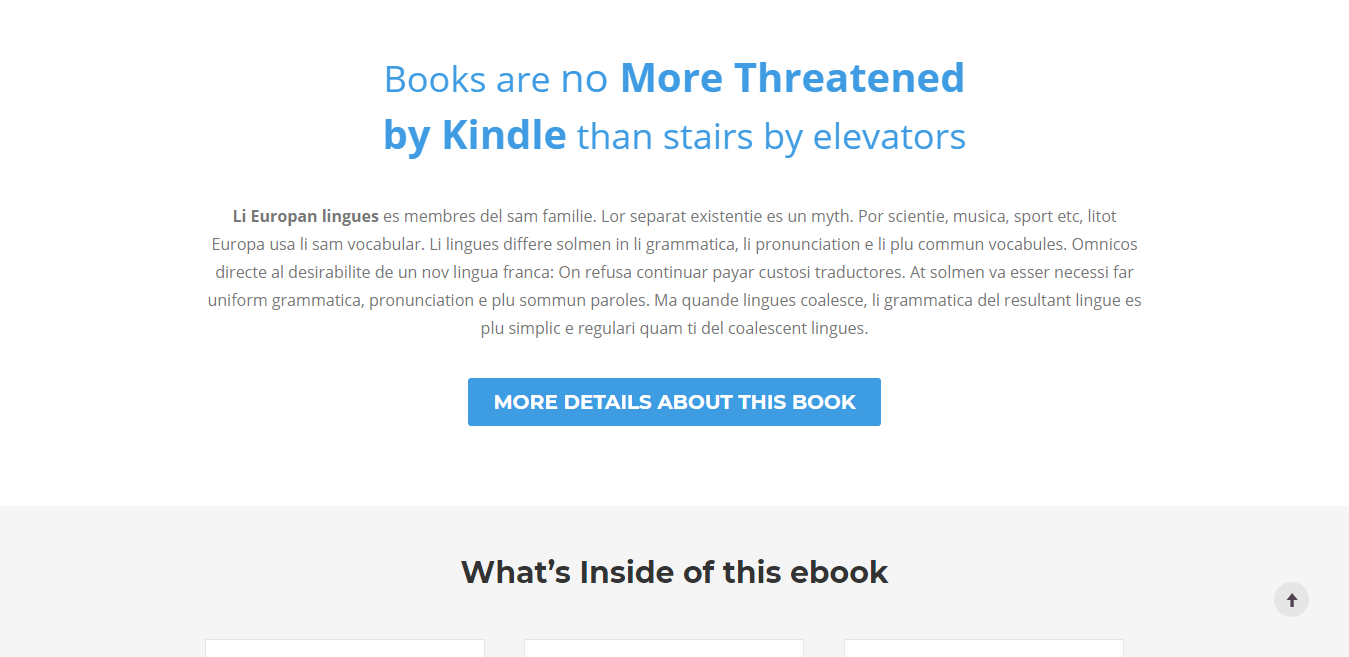 Books are no More Threatened
by Kindle than stairs by elevators
Li Europan lingues es membres del sam familie. Lor separat existentie es un myth. Por scientie, musica, sport etc, litot
Europa usa li sam vocabular. Li lingues differe solmen in li grammatica, li pronunciation e li plu commun vocabules. Omnicos
directe al desirabilite de un nov lingua franca: On refusa continuar payar custosi traductores. At solmen va esser necessi far
uniform grammatica, pronunciation e plu sommun paroles. Ma quande lingues coalesce, li grammatica del resultant lingue es
plu simplic e regulari quam ti del coalescent lingues.
MORE DETAILS ABOUT THIS BOOK
What’s Inside of this ebook